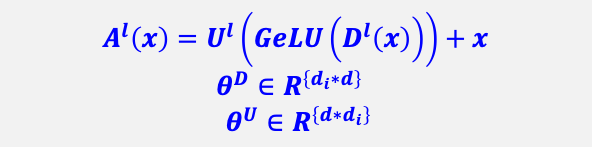 A^l(x) = U^l(GeLU(D^l(x))) + x
θ^D ∈ R^{d_i*d}
θ^U ∈ R^{d*d_i}